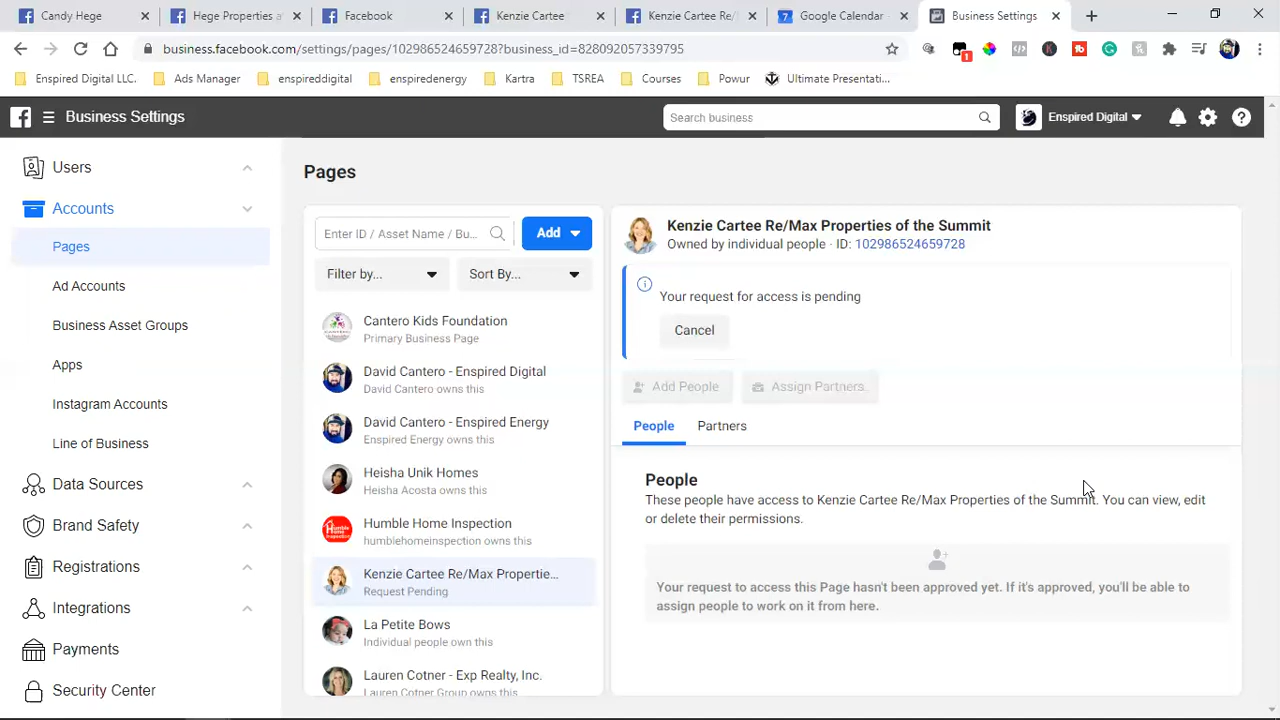 Candy Hege
Hege Properties a
Facebook
Kenzie Cartee
Kenzie Cartee Re/
Google Calendar
Business Settings
business.facebook.com/settings/pages/102986524659728?business_id=828092057339795
Enspired Digital LLC.
Ads Manager
enspireddigital
enspiredenergy
Kartra
TSREA
Courses
Powur
Ultimate Presentati...
Business Settings
Search business
Enspired Digital
Users
Accounts
Pages
Ad Accounts
Business Asset Groups
Apps
Instagram Accounts
Line of Business
Data Sources
Brand Safety
Registrations
Integrations
Payments
Security Center
Pages
Enter ID / Asset Name / Bu...
Add
Filter by...
Sort By...
Cantero Kids Foundation
Primary Business Page
David Cantero - Enspired Digital
David Cantero owns this
David Cantero - Enspired Energy
Enspired Energy owns this
Heisha Unik Homes
Heisha Acosta owns this
Humble Home Inspection
humblehomeinspection owns this
Kenzie Cartee Re/Max Propertie...
Request Pending
La Petite Bows
Individual people own this
Lauren Cotner - Exp Realty, Inc.
Lauren Cotner Group owns this
Kenzie Cartee Re/Max Properties of the Summit
Owned by individual people · ID: 102986524659728
Your request for access is pending
Cancel
Add People
Assign Partners
People
Partners
People
These people have access to Kenzie Cartee Re/Max Properties of the Summit. You can view, edit
or delete their permissions.
Your request to access this Page hasn't been approved yet. If it's approved, you'll be able to
assign people to work on it from here.